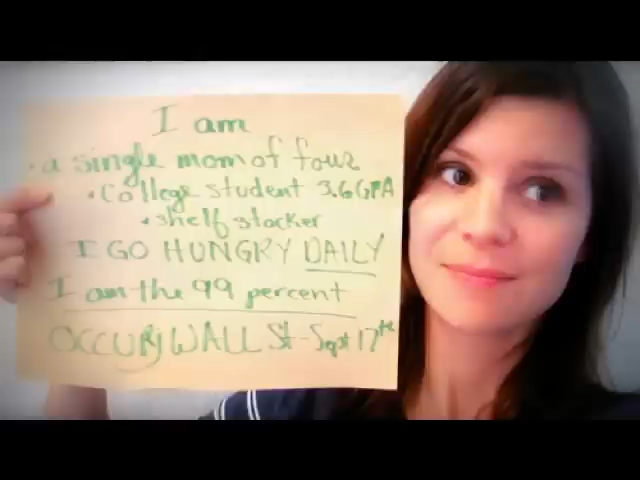 I am
• a single mom of four
• College student 3.6 GPA
• shelf stocker
I GO HUNGRY DAILY
I am the 99 percent
OCCUPY WALL St - Sept 17th